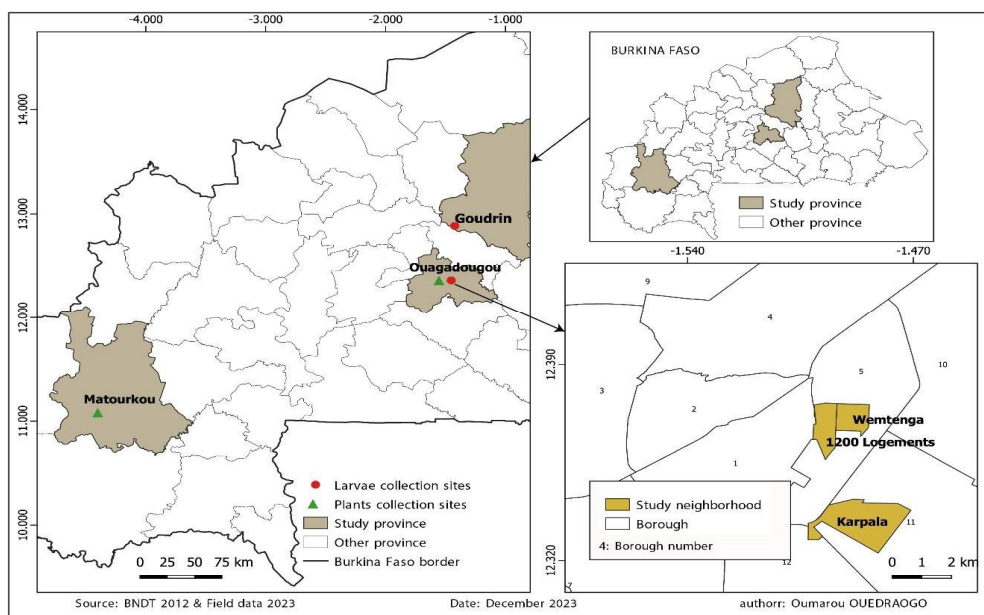 -4.000 -3.000 -2.000 -1.000
14.000
13.000
12.000
11.000
10.000
Goudrin
Ouagadougou
Matourkou
Larvae collection sites
Plants collection sites
Study province
Other province
Burkina Faso border
0 25 50 75 km
BURKINA FASO
Study province
Other province
-1.540 -1.470
12.390
12.320
9
4
10
3
5
2
Wemtenga
1200 Logements
1
Karpala
11
12
7
Study neighborhood
Borough
4: Borough number
0 1 2 km
Source: BNDT 2012 & Field data 2023 Date: December 2023 authorr: Oumarou OUEDRAOGO